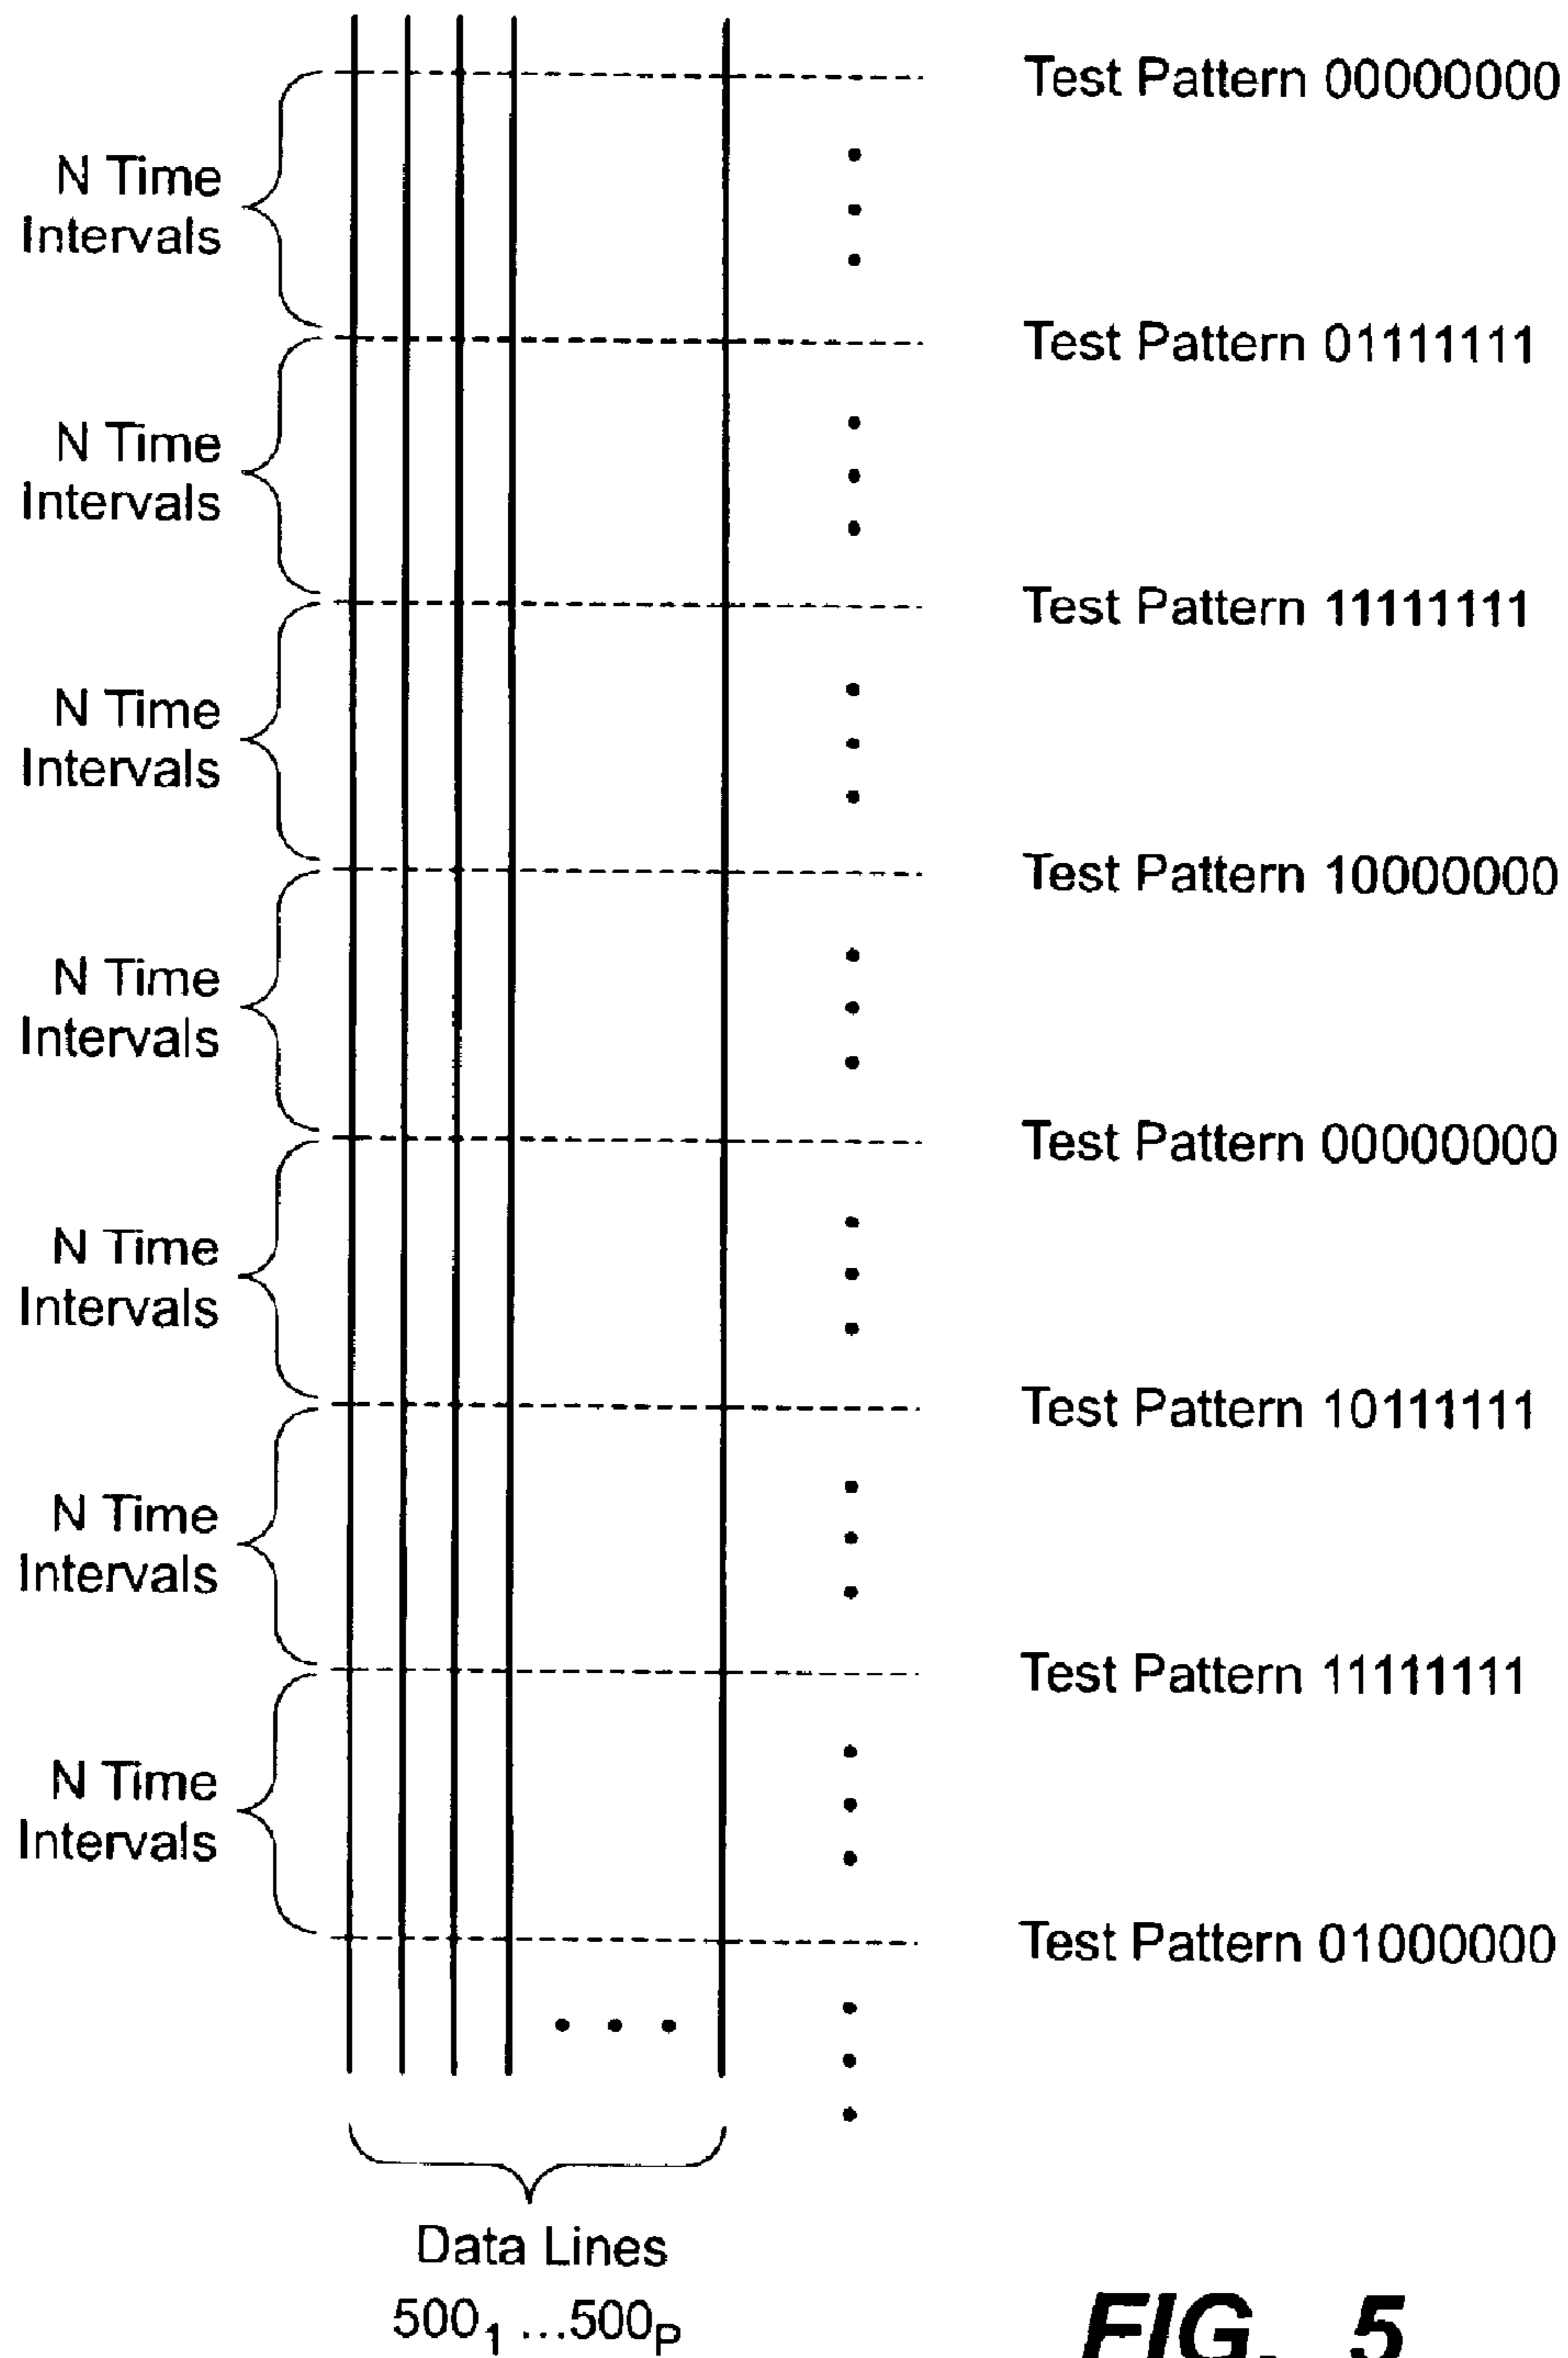 Test Pattern 00000000
N Time
Intervals
Test Pattern 01111111
N Time
Intervals
Test Pattern 11111111
N Time
Intervals
Test Pattern 10000000
N Time
Intervals
Test Pattern 00000000
N Time
Intervals
Test Pattern 10111111
N Time
Intervals
Test Pattern 11111111
N Time
Intervals
Test Pattern 01000000
Data Lines
500₁ ...500ₚ
FIG. 5